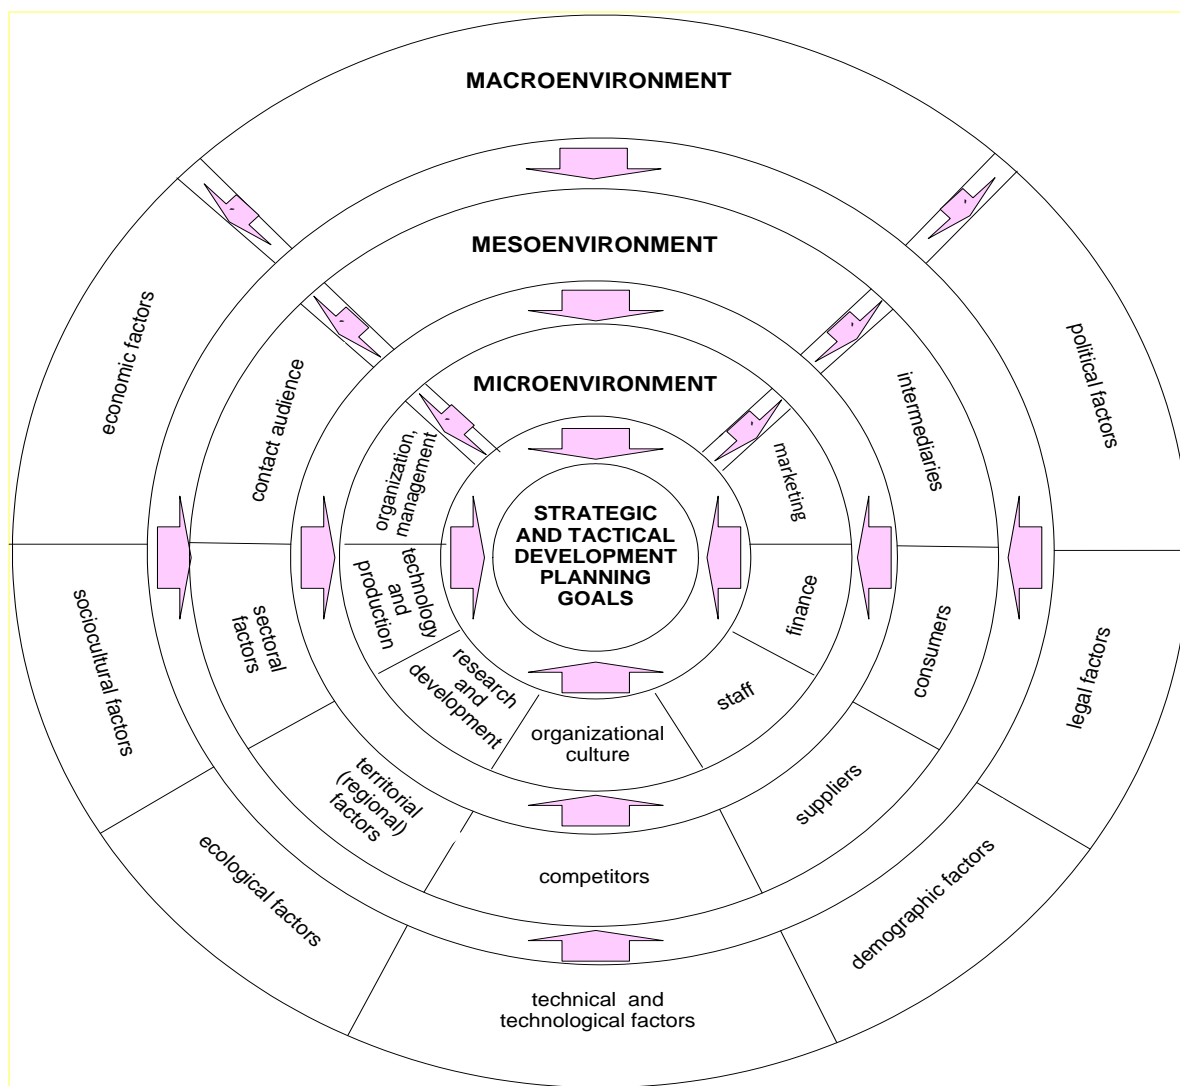 MACROENVIRONMENT
MESOENVIRONMENT
MICROENVIRONMENT
STRATEGIC
AND TACTICAL
DEVELOPMENT
PLANNING
GOALS
economic factors
political factors
sociocultural factors
legal factors
ecological factors
demographic factors
technical and
technological factors
contact audience
intermediaries
sectoral
factors
consumers
territorial
(regional)
factors
suppliers
competitors
organization,
management
marketing
technology
and
production
finance
research
and
development
staff
organizational
culture